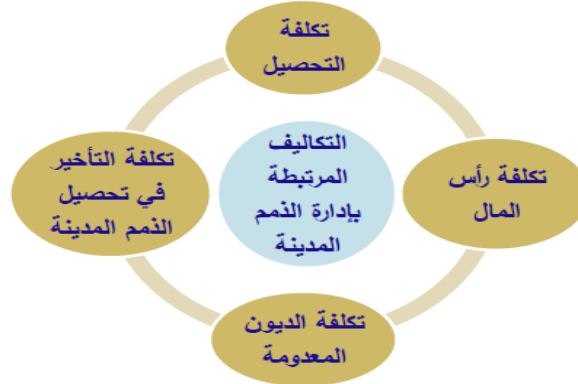 تكلفة
التحصيل
التكاليف
المرتبطة
بإدارة الذمم
المدينة
تكلفة رأس
المال
تكلفة الديون
المعدومة
تكلفة التأخير
في تحصيل
الذمم المدينة